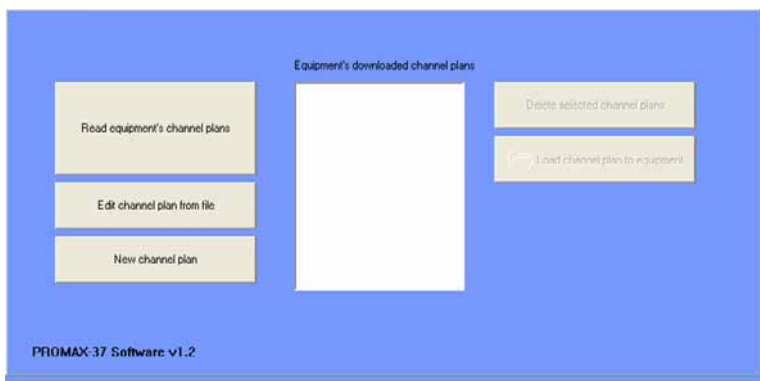 Equipment's downloaded channel plans
Read equipment's channel plans
Delete selected channel plans
Load channel plan to equipment
Edit channel plan from file
New channel plan
PROMAX-37 Software v1.2